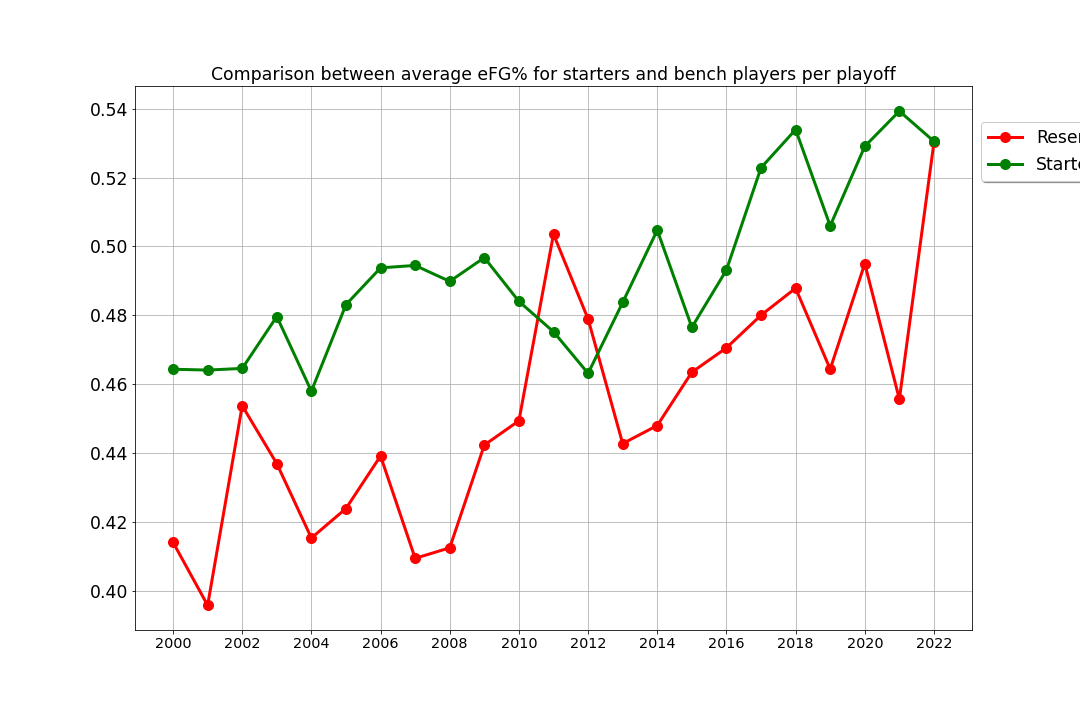 Comparison between average eFG% for starters and bench players per playoff
0.54
0.52
0.50
0.48
0.46
0.44
0.42
0.40
2000 2002 2004 2006 2008 2010 2012 2014 2016 2018 2020 2022
Reser
Starte